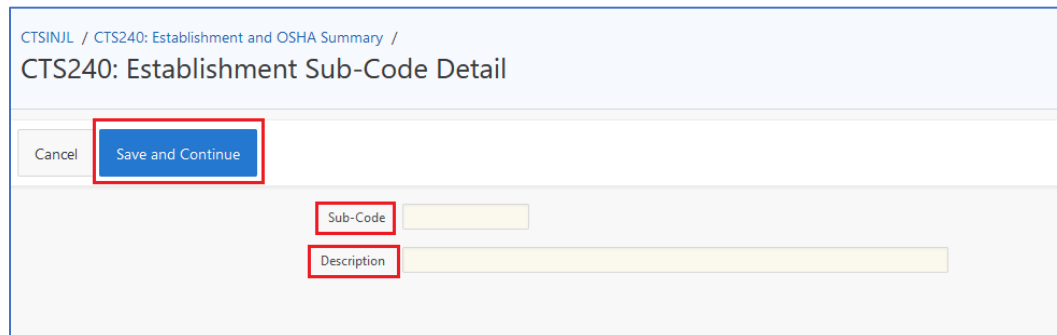 CTSINJL / CTS240: Establishment and OSHA Summary /
CTS240: Establishment Sub-Code Detail
Cancel Save and Continue
Sub-Code
Description